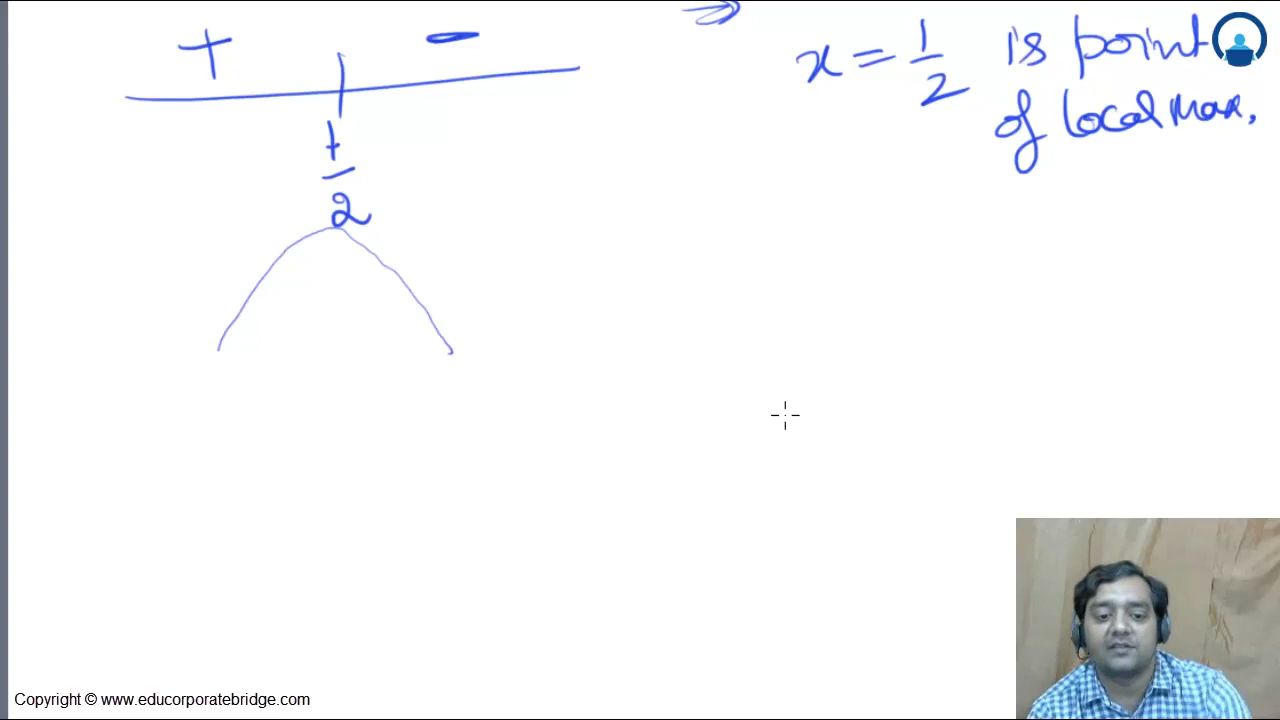 + -
1
2
⇒ x = 1/2 is point
of local Max.
Copyright © www.educorporatebridge.com